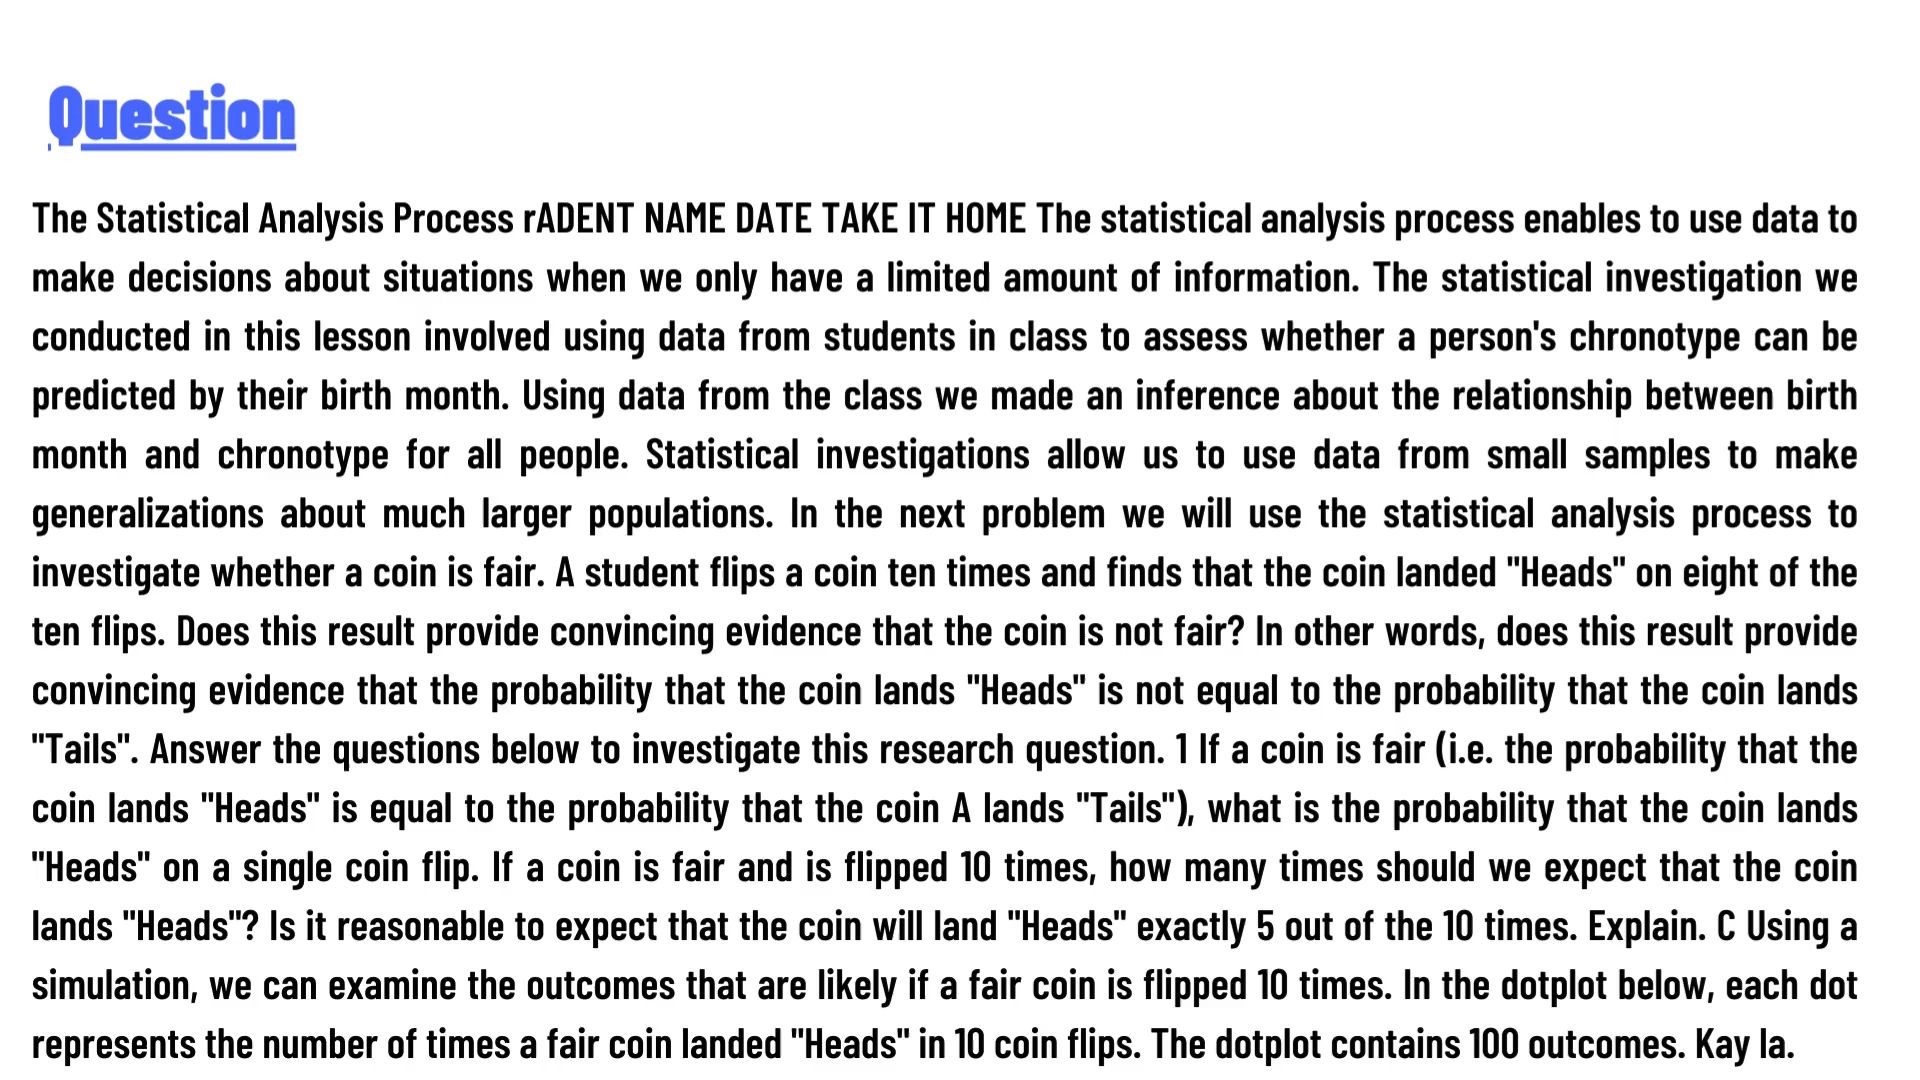 Question
The Statistical Analysis Process rADENT NAME DATE TAKE IT HOME The statistical analysis process enables to use data to
make decisions about situations when we only have a limited amount of information. The statistical investigation we
conducted in this lesson involved using data from students in class to assess whether a person's chronotype can be
predicted by their birth month. Using data from the class we made an inference about the relationship between birth
month and chronotype for all people. Statistical investigations allow us to use data from small samples to make
generalizations about much larger populations. In the next problem we will use the statistical analysis process to
investigate whether a coin is fair. A student flips a coin ten times and finds that the coin landed "Heads" on eight of the
ten flips. Does this result provide convincing evidence that the coin is not fair? In other words, does this result provide
convincing evidence that the probability that the coin lands "Heads" is not equal to the probability that the coin lands
"Tails". Answer the questions below to investigate this research question. 1 If a coin is fair (i.e. the probability that the
coin lands "Heads" is equal to the probability that the coin A lands "Tails"), what is the probability that the coin lands
"Heads" on a single coin flip. If a coin is fair and is flipped 10 times, how many times should we expect that the coin
lands "Heads"? Is it reasonable to expect that the coin will land "Heads" exactly 5 out of the 10 times. Explain. C Using a
simulation, we can examine the outcomes that are likely if a fair coin is flipped 10 times. In the dotplot below, each dot
represents the number of times a fair coin landed "Heads" in 10 coin flips. The dotplot contains 100 outcomes. Kay la.